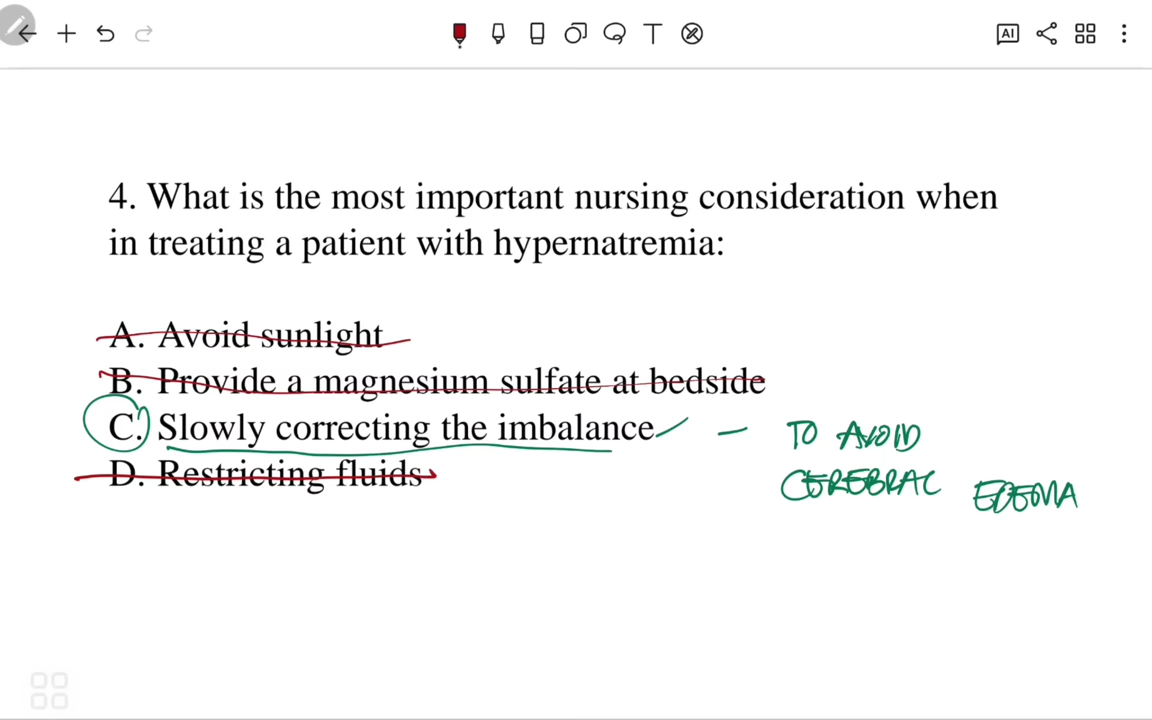 AI
T
4. What is the most important nursing consideration when
in treating a patient with hypernatremia:
A. Avoid sunlight
B. Provide a magnesium sulfate at bedside
C. Slowly correcting the imbalance - TO AVOID
D. Restricting fluids CEREBRAL EDEMA